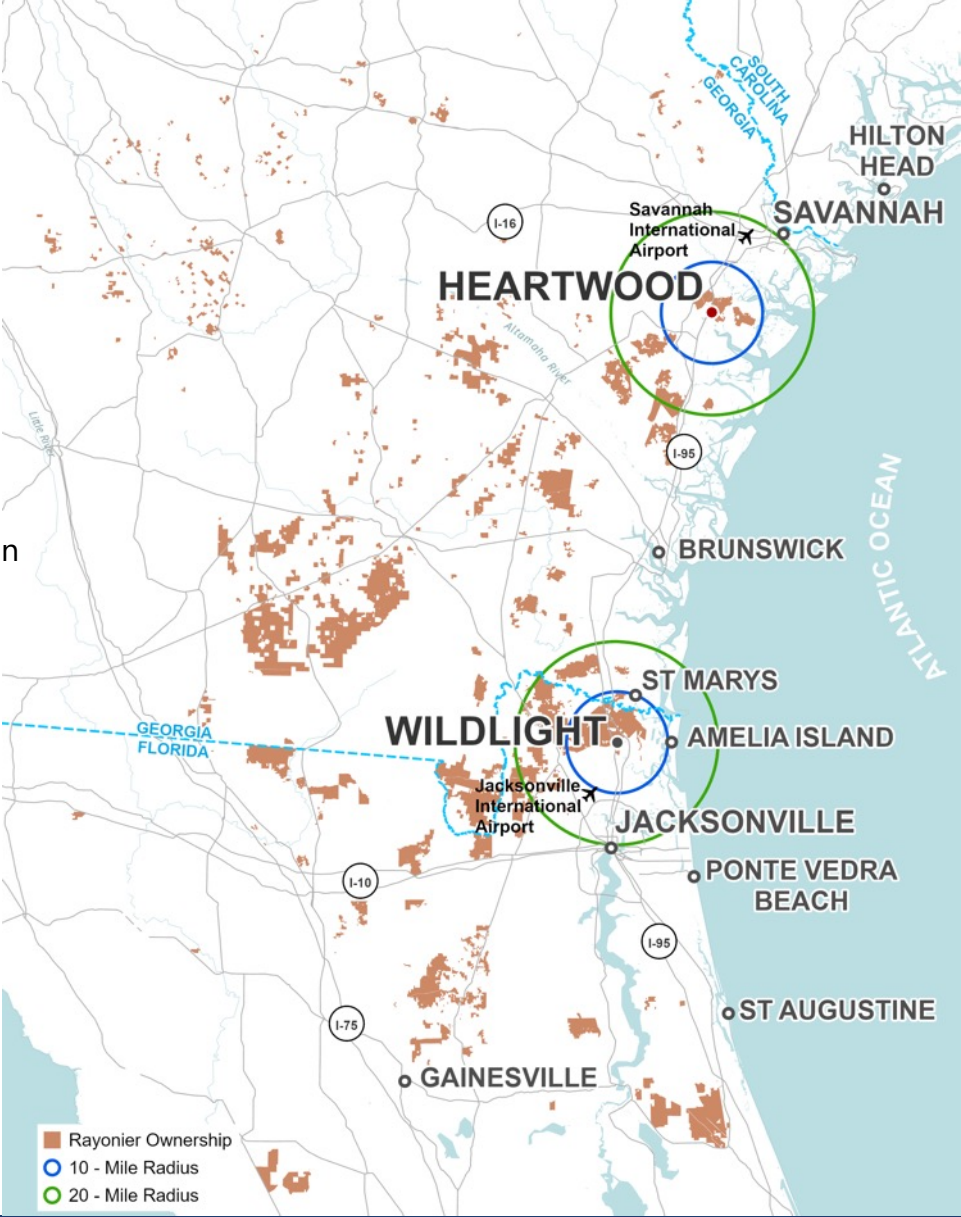 SOUTH
CAROLINA
GEORGIA
HILTON
HEAD
Savannah
International
Airport
SAVANNAH
I-16
HEARTWOOD
Altamaha River
Little River
I-95
ATLANTIC OCEAN
n
BRUNSWICK
ST MARYS
WILDLIGHT
AMELIA ISLAND
GEORGIA
FLORIDA
Jacksonville
International
Airport
JACKSONVILLE
I-10
PONTE VEDRA
BEACH
I-95
ST AUGUSTINE
I-75
GAINESVILLE
Rayonier Ownership
10 - Mile Radius
20 - Mile Radius